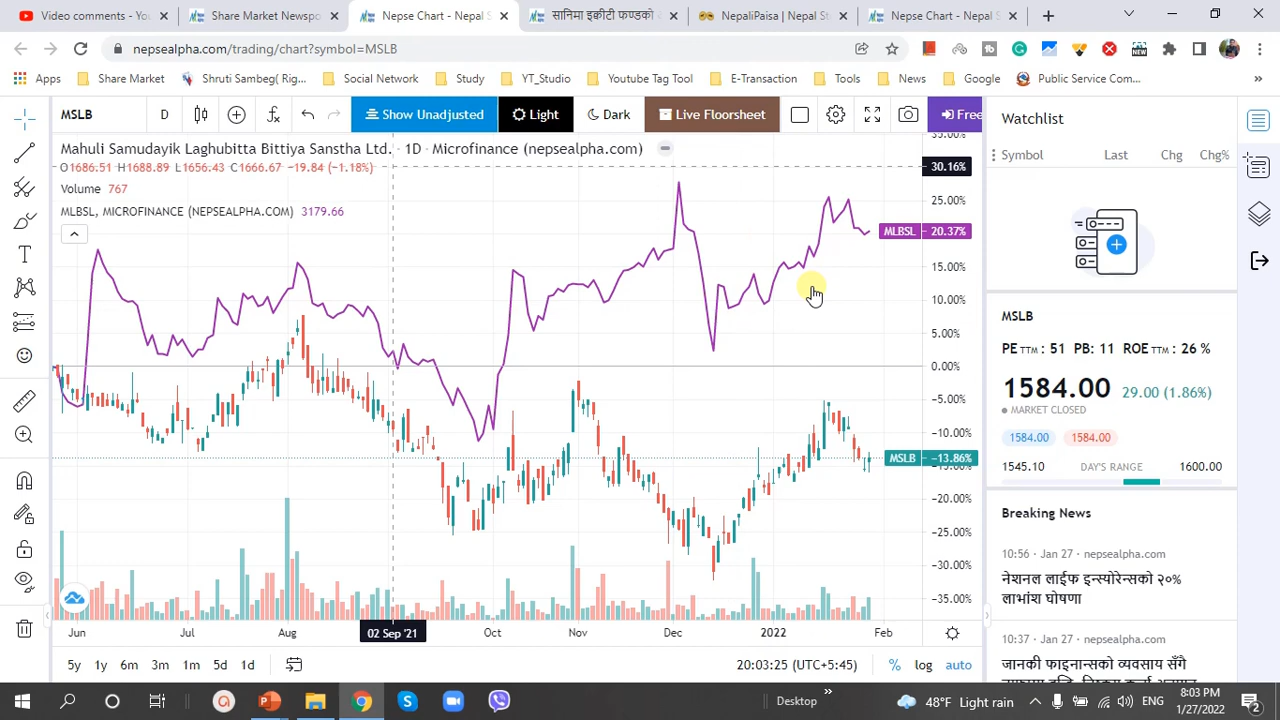 Video comments - YouT
Share Market Newspo
Nepse Chart - Nepal S
सानिमा इक्वीटी फण्डको
NepaliPaisa | Nepal St
Nepse Chart - Nepal S
nepsealpha.com/trading/chart?symbol=MSLB
NEW
Apps
Share Market
Shruti Sambeg( Rig...
Social Network
Study
YT_Studio
Youtube Tag Tool
E-Transaction
Tools
News
Google
Public Service Com...
»
MSLB
D
Show Unadjusted
Light
Dark
Live Floorsheet
Free
Watchlist
Mahuli Samudayik Laghubitta Bittiya Sanstha Ltd. · 1D · Microfinance (nepsealpha.com)
O1686.51 H1688.89 L1656.43 C1666.67 −19.84 (−1.18%)
Volume 767
MLBSL, MICROFINANCE (NEPSEALPHA.COM) 3179.66
Symbol Last Chg Chg%
35.00%
30.16%
25.00%
MLBSL 20.37%
15.00%
10.00%
5.00%
0.00%
−5.00%
−10.00%
MSLB −13.86%
−15.00%
−20.00%
−25.00%
−30.00%
−35.00%
Jun Jul Aug 02 Sep '21 Oct Nov Dec 2022 Feb
5y 1y 6m 3m 1m 5d 1d
20:03:25 (UTC+5:45) % log auto
MSLB
PE TTM : 51 PB: 11 ROE TTM : 26 %
1584.00 29.00 (1.86%)
MARKET CLOSED
1584.00 1584.00
1545.10 DAY'S RANGE 1600.00
Breaking News
10:56 - Jan 27 - nepsealpha.com
नेशनल लाईफ इन्स्योरेन्सको २०%
लाभांश घोषणा
10:37 - Jan 27 - nepsealpha.com
जानकी फाइनान्सको व्यवसाय सँगै
Desktop
»
48°F Light rain
8:03 PM
1/27/2022
2